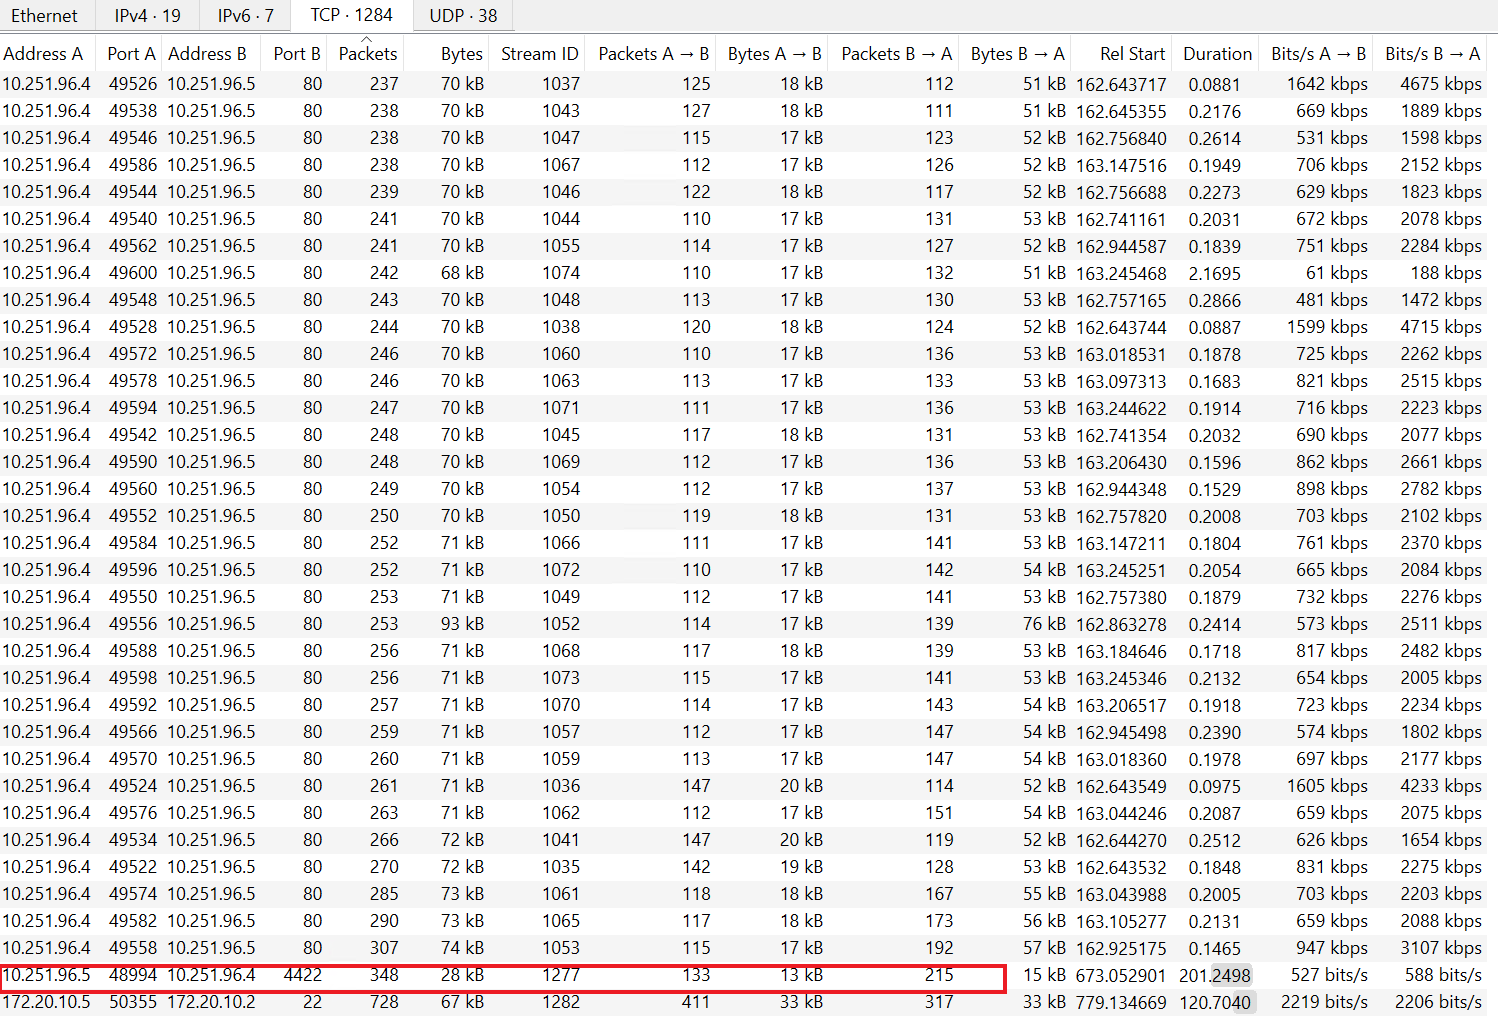 Ethernet IPv4 · 19 IPv6 · 7 TCP · 1284 UDP · 38
Address A Port A Address B Port B Packets Bytes Stream ID Packets A → B Bytes A → B Packets B → A Bytes B → A Rel Start Duration Bits/s A → B Bits/s B → A
10.251.96.4 49526 10.251.96.5 80 237 70 kB 1037 125 18 kB 112 51 kB 162.643717 0.0881 1642 kbps 4675 kbps
10.251.96.4 49538 10.251.96.5 80 238 70 kB 1043 127 18 kB 111 51 kB 162.645355 0.2176 669 kbps 1889 kbps
10.251.96.4 49546 10.251.96.5 80 238 70 kB 1047 115 17 kB 123 52 kB 162.756840 0.2614 531 kbps 1598 kbps
10.251.96.4 49586 10.251.96.5 80 238 70 kB 1067 112 17 kB 126 52 kB 163.147516 0.1949 706 kbps 2152 kbps
10.251.96.4 49544 10.251.96.5 80 239 70 kB 1046 122 18 kB 117 52 kB 162.756688 0.2273 629 kbps 1823 kbps
10.251.96.4 49540 10.251.96.5 80 241 70 kB 1044 110 17 kB 131 53 kB 162.741161 0.2031 672 kbps 2078 kbps
10.251.96.4 49562 10.251.96.5 80 241 70 kB 1055 114 17 kB 127 52 kB 162.944587 0.1839 751 kbps 2284 kbps
10.251.96.4 49600 10.251.96.5 80 242 68 kB 1074 110 17 kB 132 51 kB 163.245468 2.1695 61 kbps 188 kbps
10.251.96.4 49548 10.251.96.5 80 243 70 kB 1048 113 17 kB 130 53 kB 162.757165 0.2866 481 kbps 1472 kbps
10.251.96.4 49528 10.251.96.5 80 244 70 kB 1038 120 18 kB 124 52 kB 162.643744 0.0887 1599 kbps 4715 kbps
10.251.96.4 49572 10.251.96.5 80 246 70 kB 1060 110 17 kB 136 53 kB 163.018531 0.1878 725 kbps 2262 kbps
10.251.96.4 49578 10.251.96.5 80 246 70 kB 1063 113 17 kB 133 53 kB 163.097313 0.1683 821 kbps 2515 kbps
10.251.96.4 49594 10.251.96.5 80 247 70 kB 1071 111 17 kB 136 53 kB 163.244622 0.1914 716 kbps 2223 kbps
10.251.96.4 49542 10.251.96.5 80 248 70 kB 1045 117 18 kB 131 53 kB 162.741354 0.2032 690 kbps 2077 kbps
10.251.96.4 49590 10.251.96.5 80 248 70 kB 1069 112 17 kB 136 53 kB 163.206430 0.1596 862 kbps 2661 kbps
10.251.96.4 49560 10.251.96.5 80 249 70 kB 1054 112 17 kB 137 53 kB 162.944348 0.1529 898 kbps 2782 kbps
10.251.96.4 49552 10.251.96.5 80 250 70 kB 1050 119 18 kB 131 53 kB 162.757820 0.2008 703 kbps 2102 kbps
10.251.96.4 49584 10.251.96.5 80 252 71 kB 1066 111 17 kB 141 53 kB 163.147211 0.1804 761 kbps 2370 kbps
10.251.96.4 49596 10.251.96.5 80 252 71 kB 1072 110 17 kB 142 54 kB 163.245251 0.2054 665 kbps 2084 kbps
10.251.96.4 49550 10.251.96.5 80 253 71 kB 1049 112 17 kB 141 53 kB 162.757380 0.1879 732 kbps 2276 kbps
10.251.96.4 49556 10.251.96.5 80 253 93 kB 1052 114 17 kB 139 76 kB 162.863278 0.2414 573 kbps 2511 kbps
10.251.96.4 49588 10.251.96.5 80 256 71 kB 1068 117 18 kB 139 53 kB 163.184646 0.1718 817 kbps 2482 kbps
10.251.96.4 49598 10.251.96.5 80 256 71 kB 1073 115 17 kB 141 53 kB 163.245346 0.2132 654 kbps 2005 kbps
10.251.96.4 49592 10.251.96.5 80 257 71 kB 1070 114 17 kB 143 54 kB 163.206517 0.1918 723 kbps 2234 kbps
10.251.96.4 49566 10.251.96.5 80 259 71 kB 1057 112 17 kB 147 54 kB 162.945498 0.2390 574 kbps 1802 kbps
10.251.96.4 49570 10.251.96.5 80 260 71 kB 1059 113 17 kB 147 54 kB 163.018360 0.1978 697 kbps 2177 kbps
10.251.96.4 49524 10.251.96.5 80 261 71 kB 1036 147 20 kB 114 52 kB 162.643549 0.0975 1605 kbps 4233 kbps
10.251.96.4 49576 10.251.96.5 80 263 71 kB 1062 112 17 kB 151 54 kB 163.044246 0.2087 659 kbps 2075 kbps
10.251.96.4 49534 10.251.96.5 80 266 72 kB 1041 147 20 kB 119 52 kB 162.644270 0.2512 626 kbps 1654 kbps
10.251.96.4 49522 10.251.96.5 80 270 72 kB 1035 142 19 kB 128 53 kB 162.643532 0.1848 831 kbps 2275 kbps
10.251.96.4 49574 10.251.96.5 80 285 73 kB 1061 118 18 kB 167 55 kB 163.043988 0.2005 703 kbps 2203 kbps
10.251.96.4 49582 10.251.96.5 80 290 73 kB 1065 117 18 kB 173 56 kB 163.105277 0.2131 659 kbps 2088 kbps
10.251.96.4 49558 10.251.96.5 80 307 74 kB 1053 115 17 kB 192 57 kB 162.925175 0.1465 947 kbps 3107 kbps
10.251.96.5 48994 10.251.96.4 4422 348 28 kB 1277 133 13 kB 215 15 kB 673.052901 201.2498 527 bits/s 588 bits/s
172.20.10.5 50355 172.20.10.2 22 728 67 kB 1282 411 33 kB 317 33 kB 779.134669 120.7040 2219 bits/s 2206 bits/s